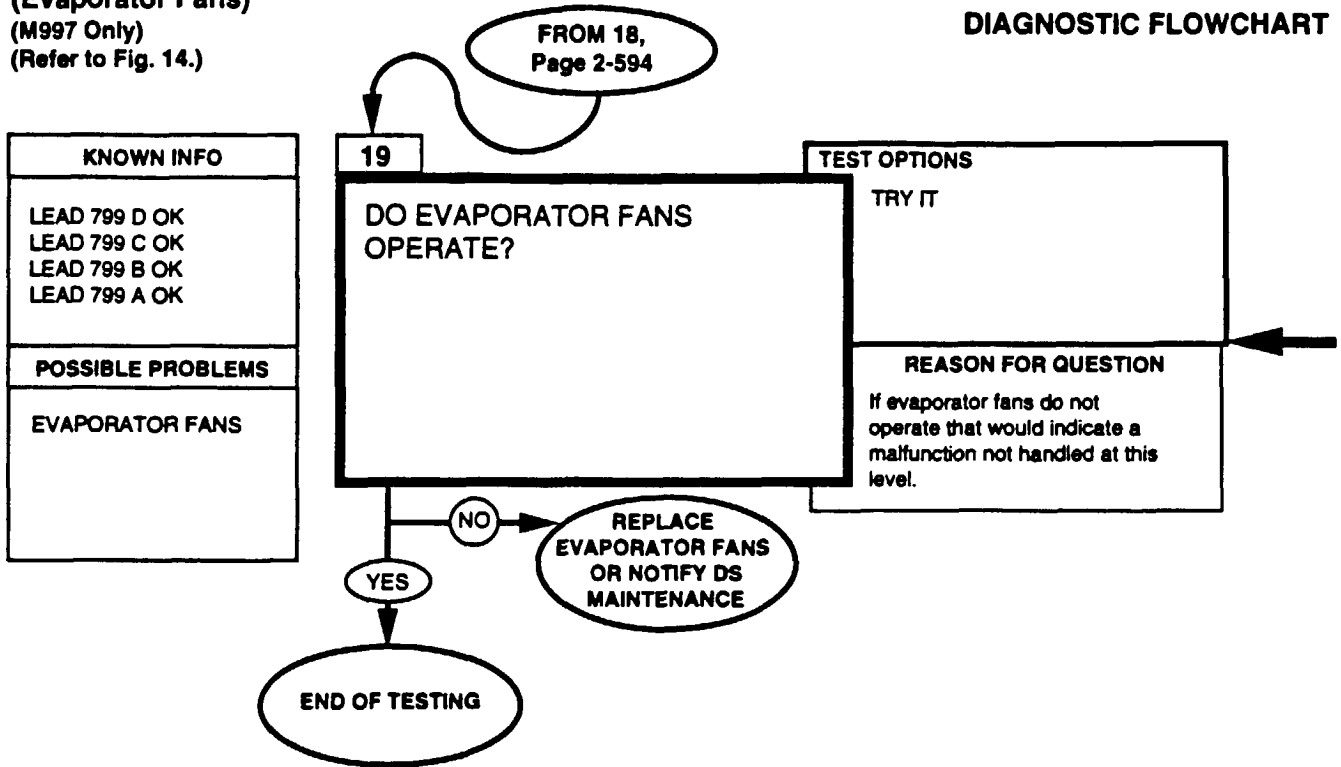 (Evaporator Fans)
(M997 Only)
(Refer to Fig. 14.)
DIAGNOSTIC FLOWCHART
FROM 18,
Page 2-594
KNOWN INFO
LEAD 799 D OK
LEAD 799 C OK
LEAD 799 B OK
LEAD 799 A OK
POSSIBLE PROBLEMS
EVAPORATOR FANS
19
DO EVAPORATOR FANS
OPERATE?
TEST OPTIONS
TRY IT
REASON FOR QUESTION
If evaporator fans do not
operate that would indicate a
malfunction not handled at this
level.
NO
REPLACE
EVAPORATOR FANS
OR NOTIFY DS
MAINTENANCE
YES
END OF TESTING